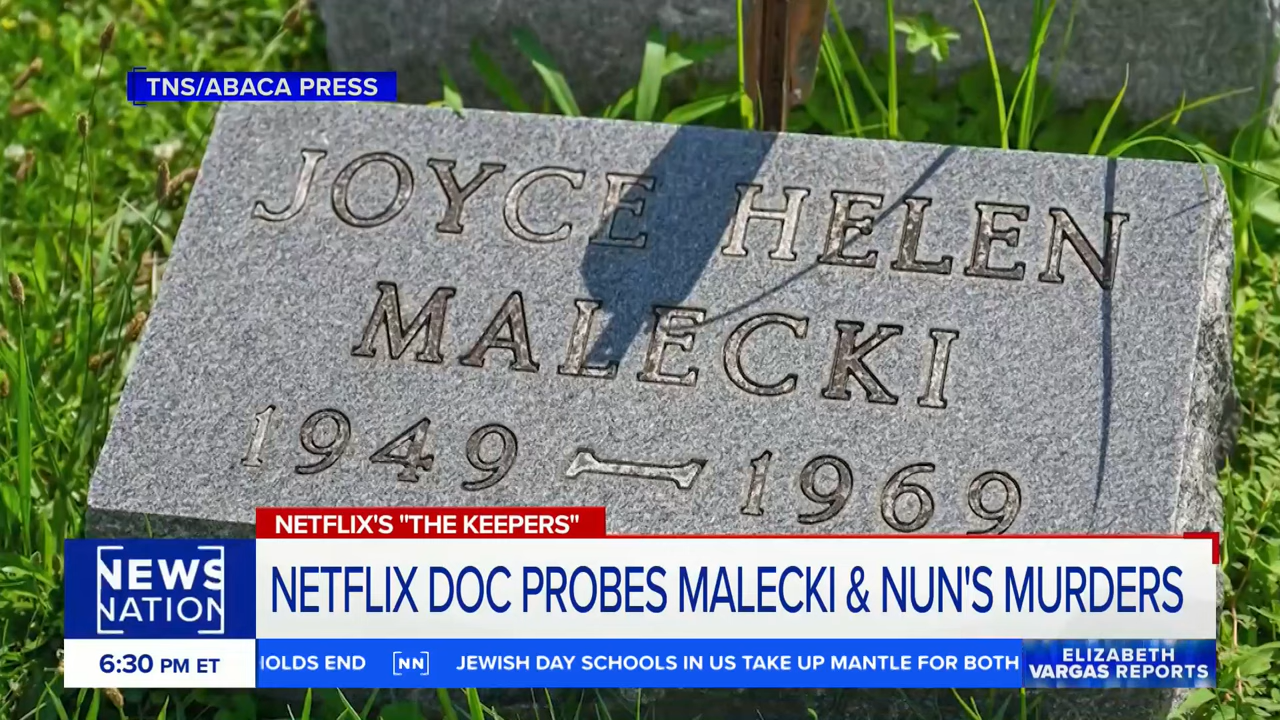 TNS/ABACA PRESS
JOYCE HELEN
MALECKI
1949 — 1969
NETFLIX'S "THE KEEPERS"
NETFLIX DOC PROBES MALECKI & NUN'S MURDERS
NEWS
NATION
6:30 PM ET
HOLDS END
NN
JEWISH DAY SCHOOLS IN US TAKE UP MANTLE FOR BOTH
ELIZABETH
VARGAS REPORTS